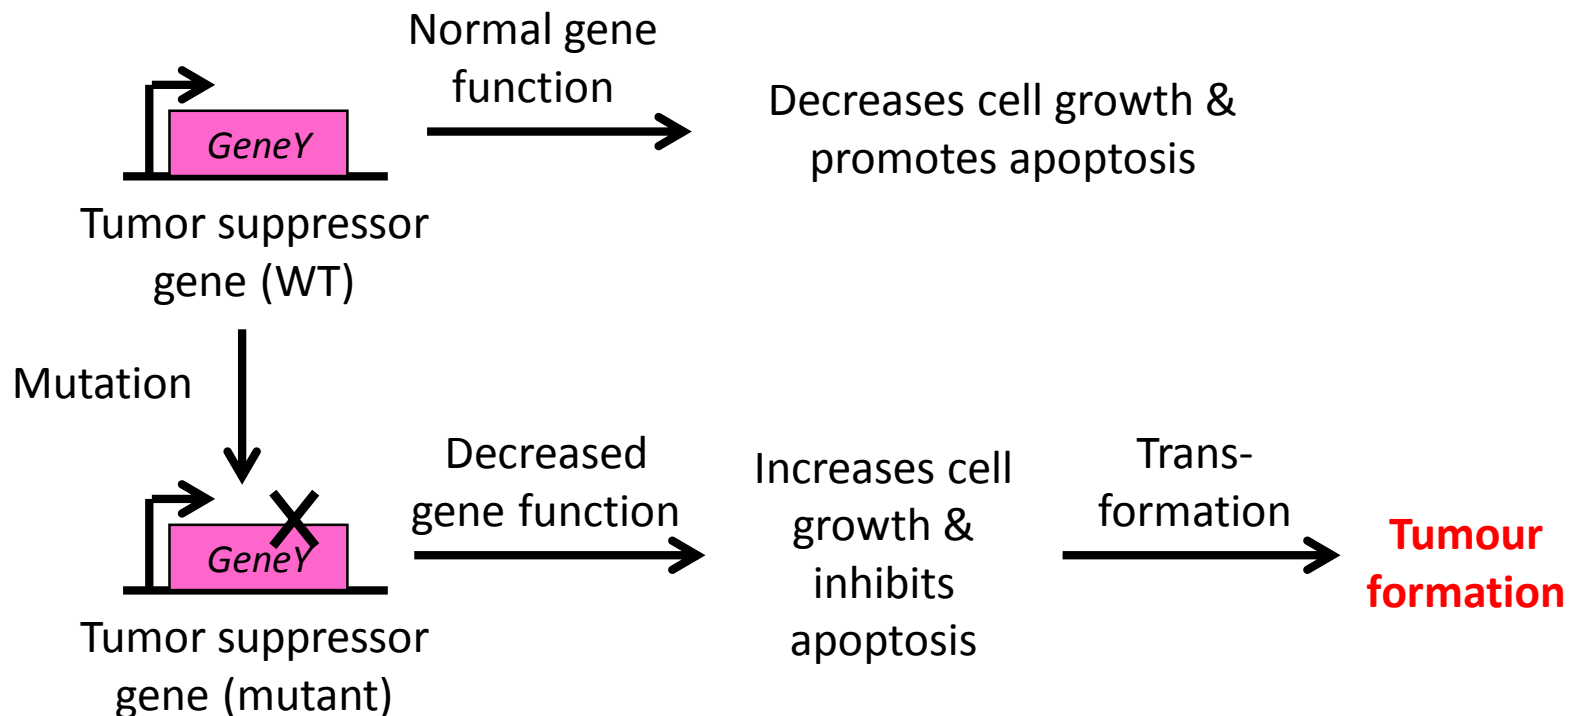 Normal gene
function
GeneY
Decreases cell growth &
promotes apoptosis
Tumor suppressor
gene (WT)
Mutation
Decreased
gene function
GeneY
Increases cell
growth &
inhibits
apoptosis
Trans-
formation
Tumour
formation
Tumor suppressor
gene (mutant)